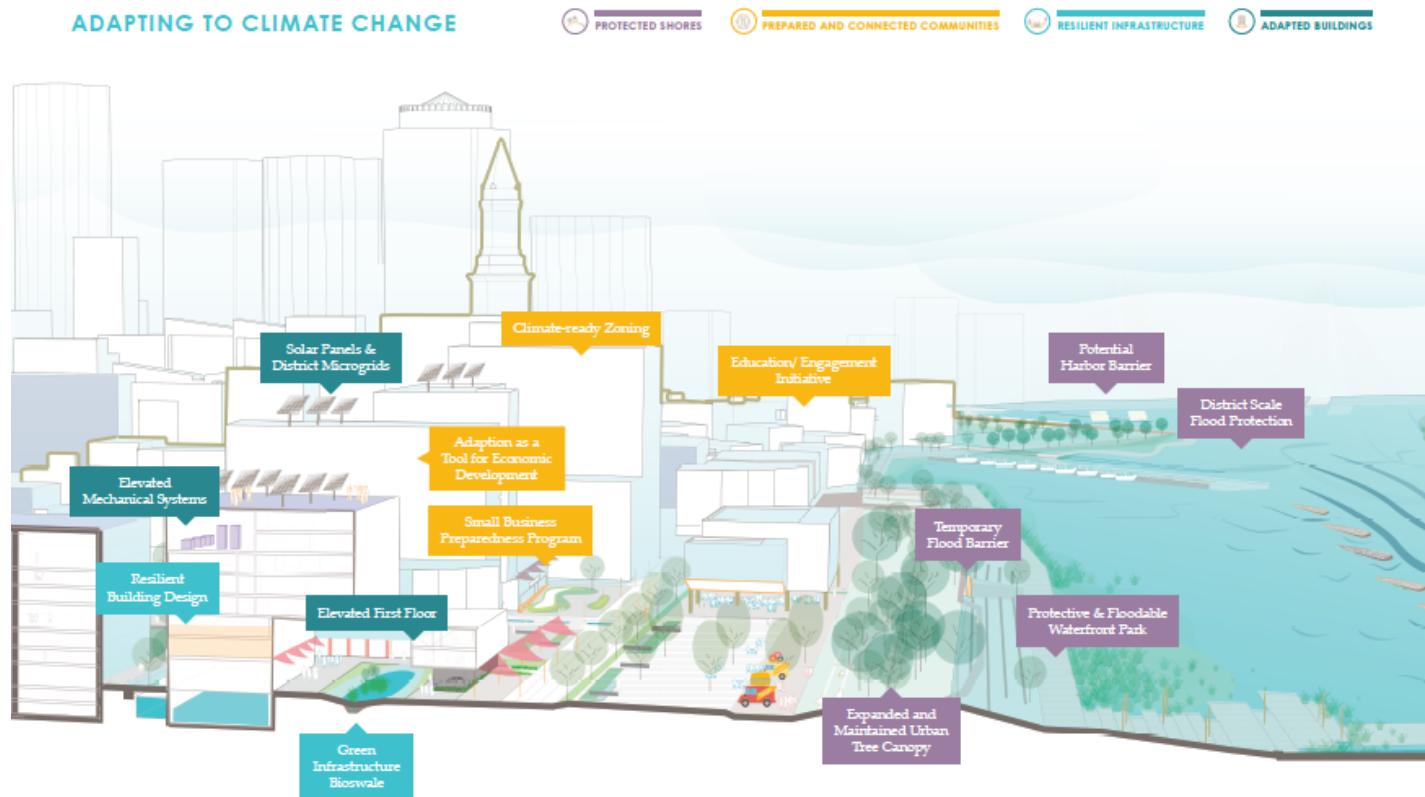 ADAPTING TO CLIMATE CHANGE
PROTECTED SHORES
PREPARED AND CONNECTED COMMUNITIES
RESILIENT INFRASTRUCTURE
ADAPTED BUILDINGS
Climate-ready Zoning
Solar Panels &
District Microgrids
Education/ Engagement
Initiative
Potential
Harbor Barrier
District Scale
Flood Protection
Adaption as a
Tool for Economic
Development
Elevated
Mechanical Systems
Small Business
Preparedness Program
Temporary
Flood Barrier
Resilient
Building Design
Elevated First Floor
Protective & Floodable
Waterfront Park
Expanded and
Maintained Urban
Tree Canopy
Green
Infrastructure
Bioswale